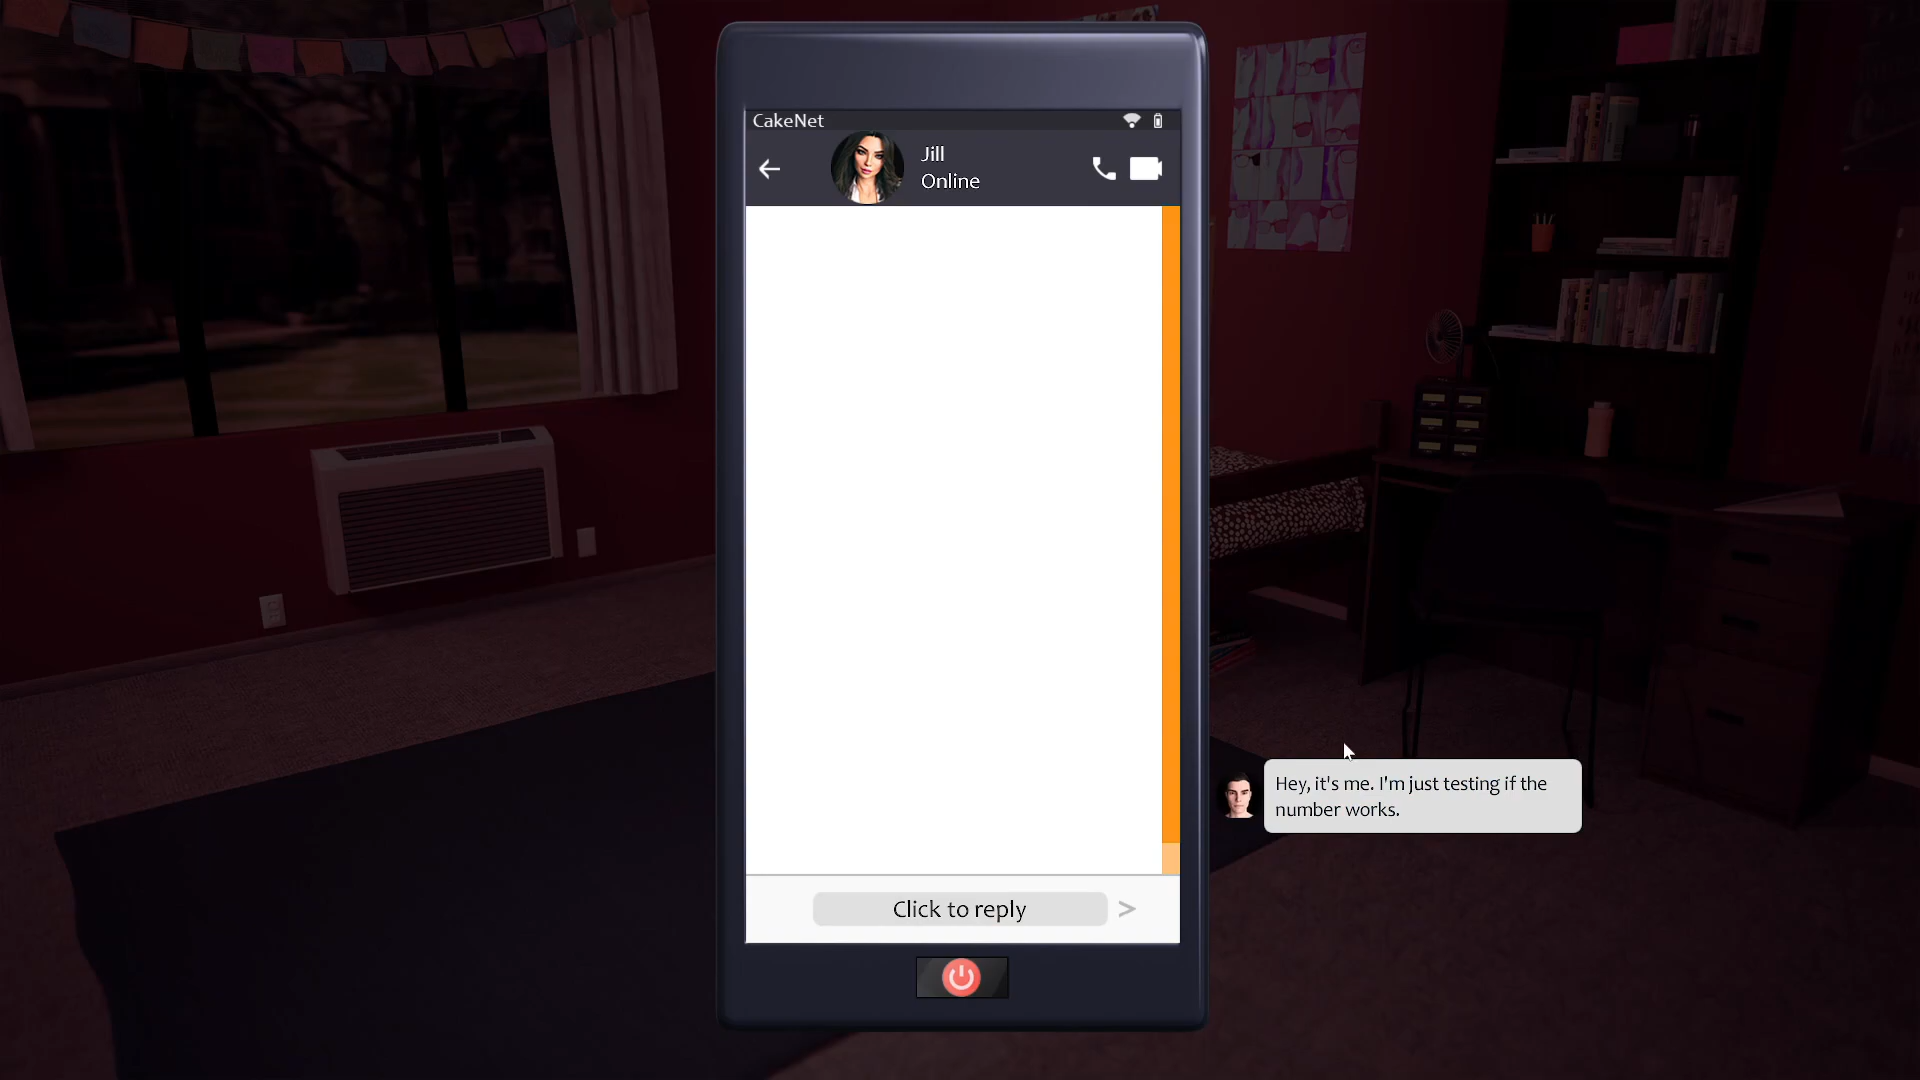 CakeNet
Jill
Online
Hey, it's me. I'm just testing if the
number works.
Click to reply
>